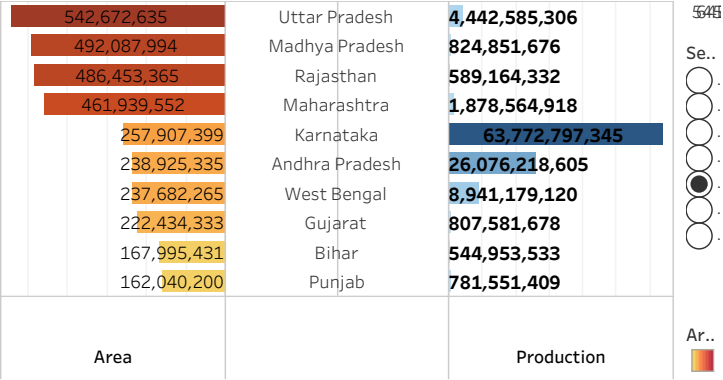 542,672,635 Uttar Pradesh 4,442,585,306
492,087,994 Madhya Pradesh 824,851,676
486,453,365 Rajasthan 589,164,332
461,939,552 Maharashtra 1,878,564,918
257,907,399 Karnataka 63,772,797,345
238,925,335 Andhra Pradesh 26,076,218,605
237,682,265 West Bengal 8,941,179,120
222,434,333 Gujarat 807,581,678
167,995,431 Bihar 544,953,533
162,040,200 Punjab 781,551,409
Area Production
Se..
Ar..